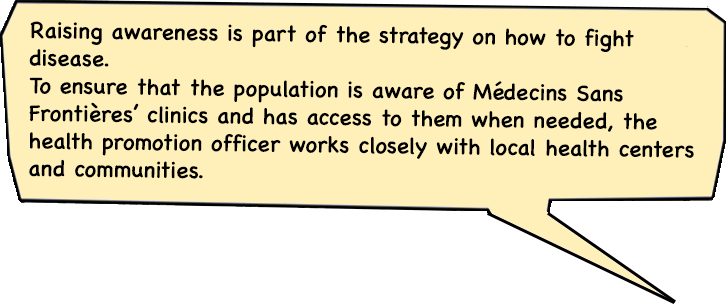 Raising awareness is part of the strategy on how to fight
disease.
To ensure that the population is aware of Médecins Sans
Frontières' clinics and has access to them when needed, the
health promotion officer works closely with local health centers
and communities.